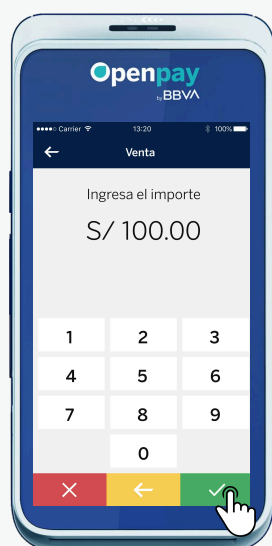 Openpay
by BBVA
Carrier 13:20 100%
Venta
Ingresa el importe
S/ 100.00
1 2 3
4 5 6
7 8 9
0